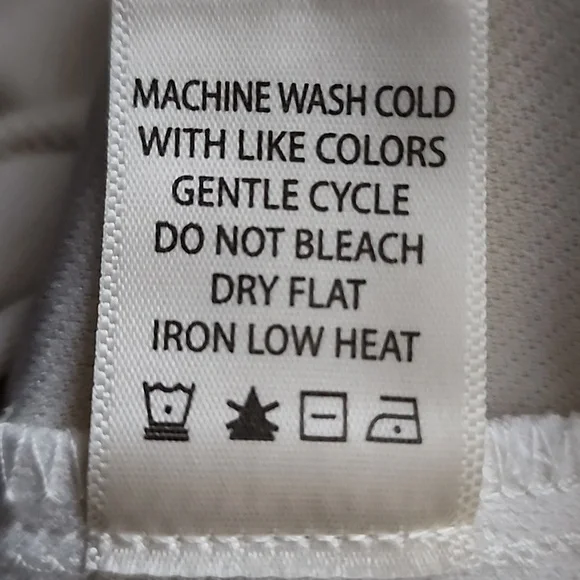 MACHINE WASH COLD
WITH LIKE COLORS
GENTLE CYCLE
DO NOT BLEACH
DRY FLAT
IRON LOW HEAT